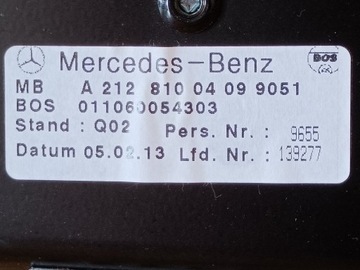 Mercedes-Benz BOS
MB A 212 810 04 09 9051
BOS 011060054303
Stand : Q02 Pers. Nr. : 9655
Datum 05.02.13 Lfd. Nr. : 139277